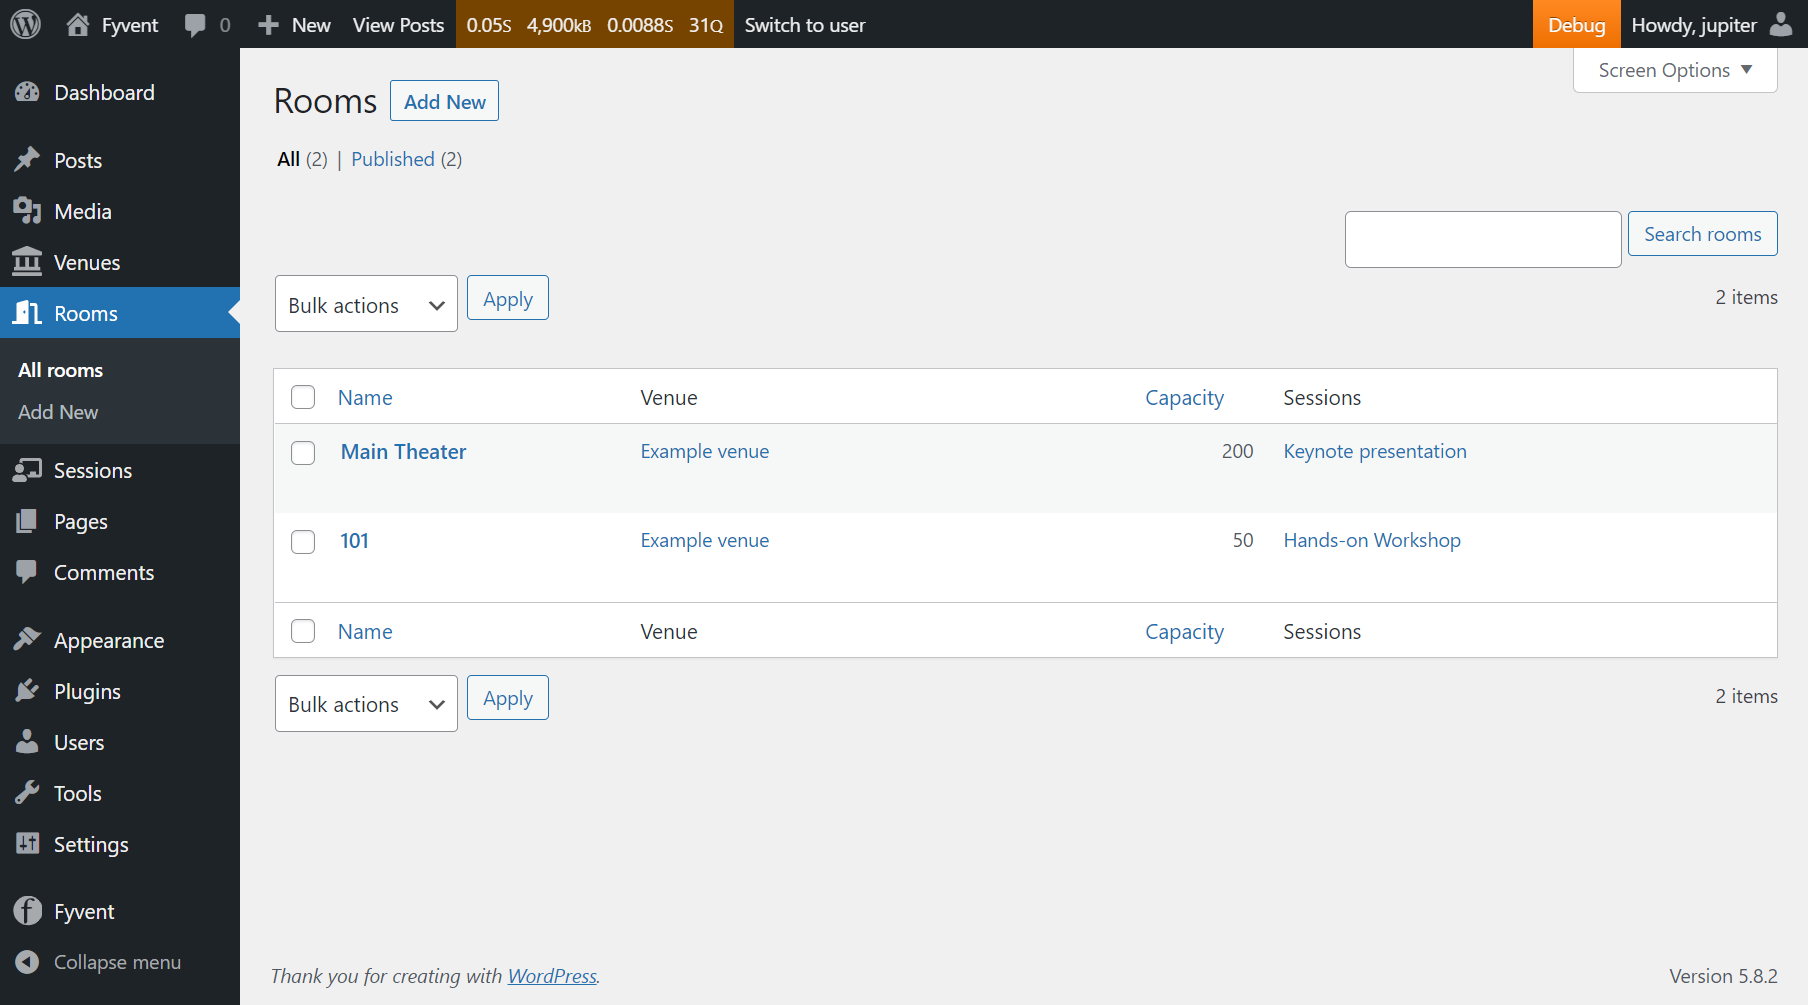 Fyvent 0 New View Posts 0.05S 4,900KB 0.0088S 31Q Switch to user Debug Howdy, jupiter
Screen Options ▼
Dashboard
Posts
Media
Venues
Rooms
All rooms
Add New
Sessions
Pages
Comments
Appearance
Plugins
Users
Tools
Settings
Fyvent
Collapse menu
Rooms Add New
All (2) | Published (2)
Search rooms
Bulk actions Apply 2 items
Name Venue Capacity Sessions
Main Theater Example venue 200 Keynote presentation
101 Example venue 50 Hands-on Workshop
Name Venue Capacity Sessions
Bulk actions Apply 2 items
Thank you for creating with WordPress. Version 5.8.2